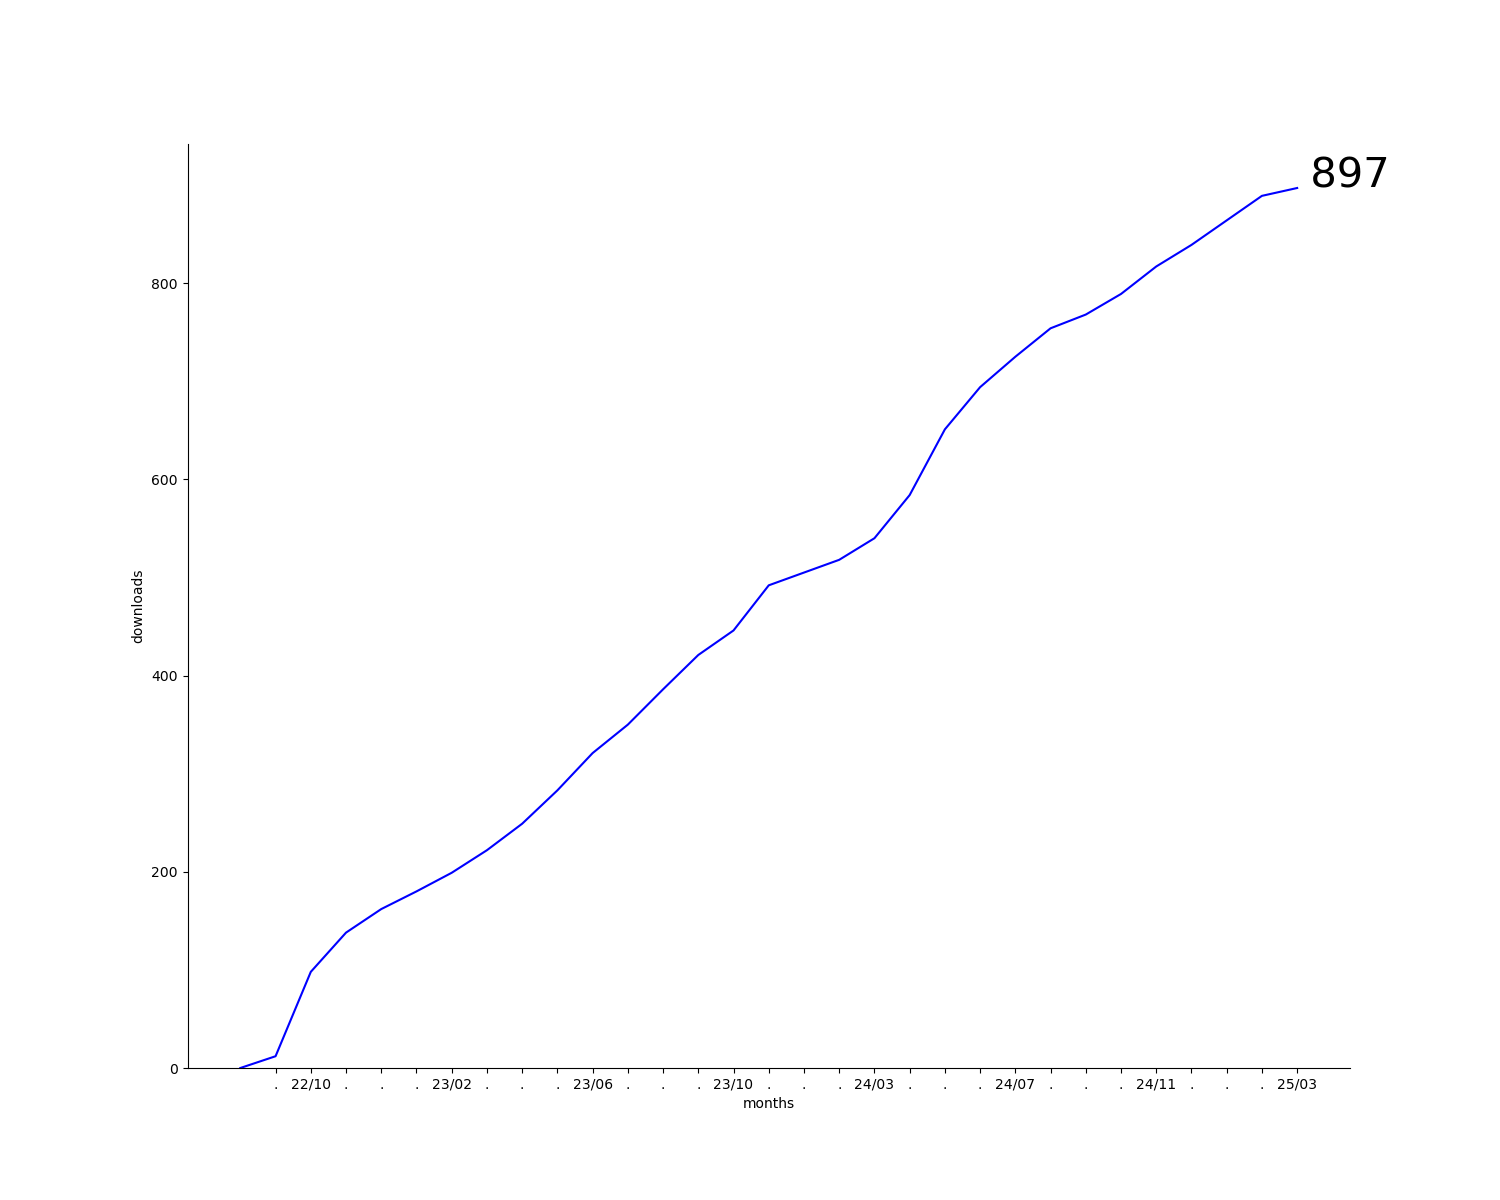 897
800
600
400
200
0
downloads
. 22/10 . . . 23/02 . . . 23/06 . . . 23/10 . . . 24/03 . . . 24/07 . . . 24/11 . . . 25/03
months